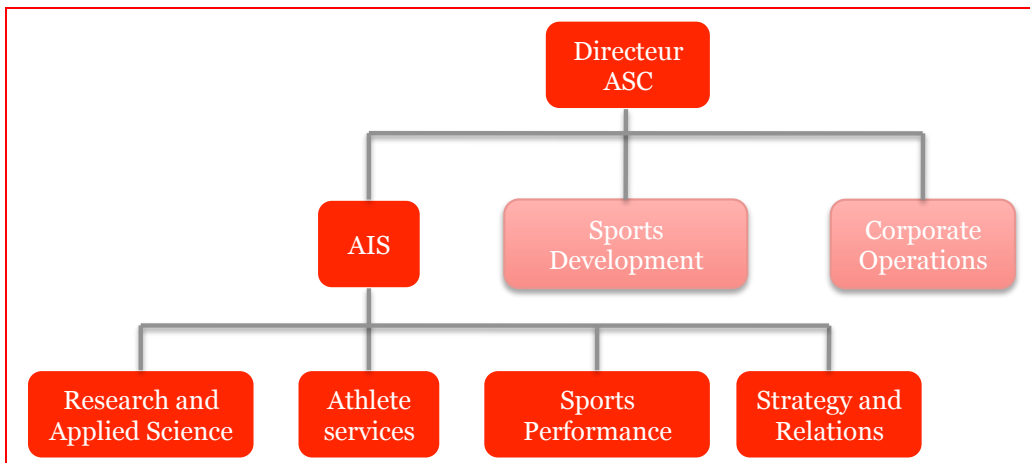 Directeur
ASC
AIS
Sports
Development
Corporate
Operations
Research and
Applied Science
Athlete
services
Sports
Performance
Strategy and
Relations